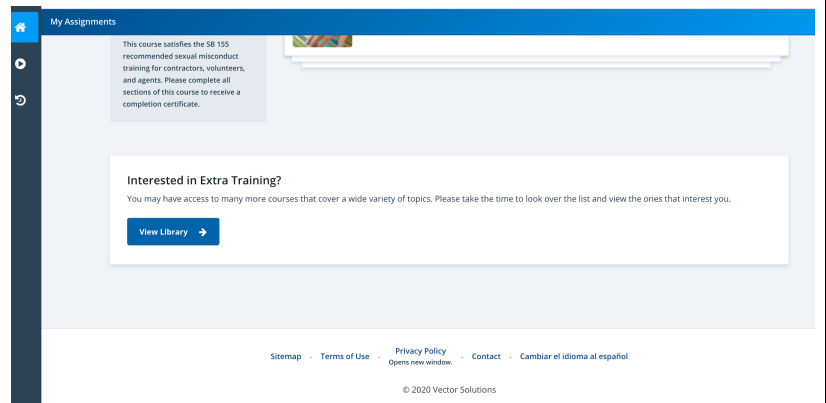 My Assignments
This course satisfies the SB 155
recommended sexual misconduct
training for contractors, volunteers,
and agents. Please complete all
sections of this course to receive a
completion certificate.
Interested in Extra Training?
You may have access to many more courses that cover a wide variety of topics. Please take the time to look over the list and view the ones that interest you.
View Library
Sitemap · Terms of Use · Privacy Policy · Contact · Cambiar el idioma al español
Opens new window.
© 2020 Vector Solutions